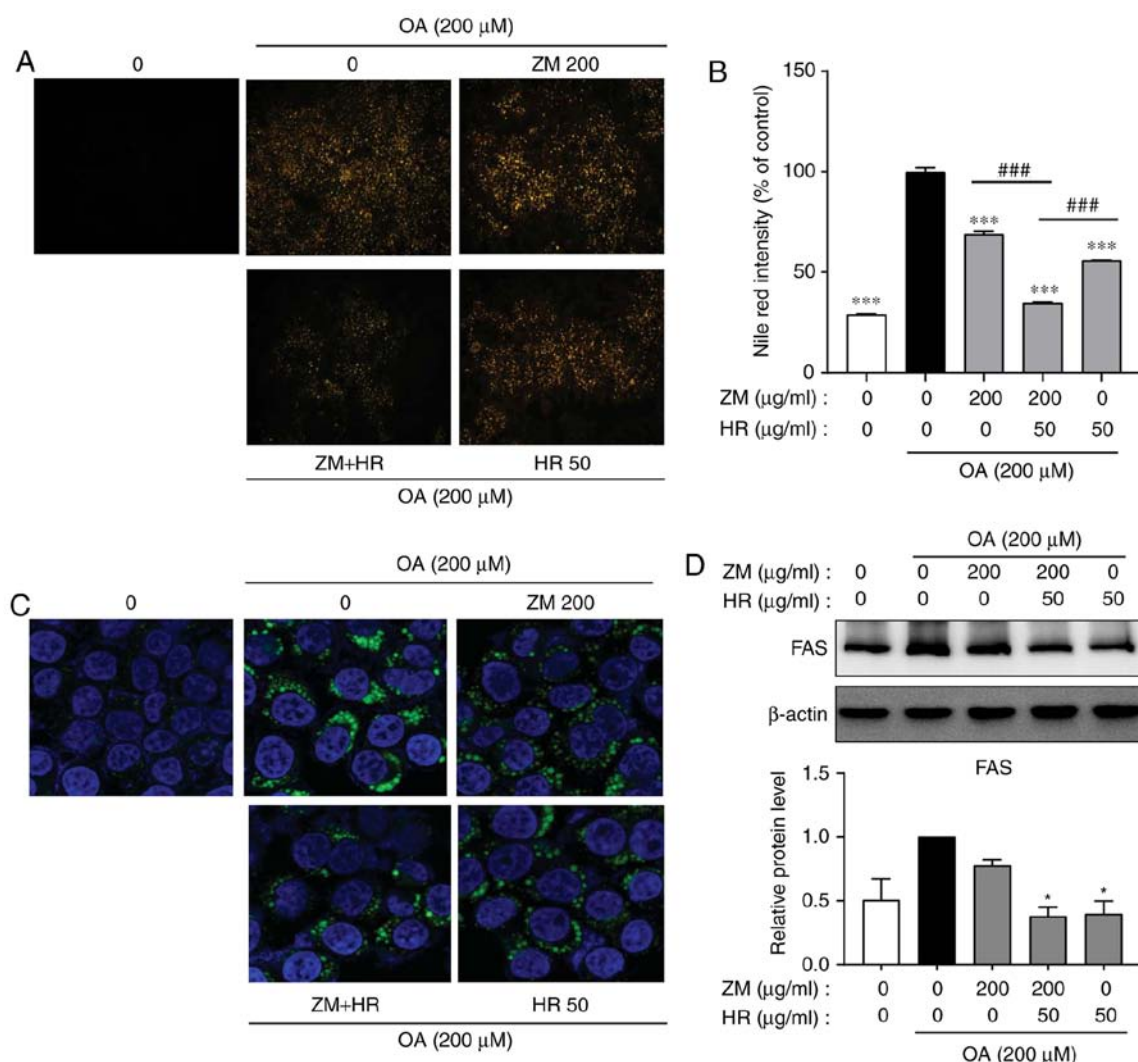 A
OA (200 μM)
0 0 ZM 200
ZM+HR HR 50
OA (200 μM)
B
Nile red intensity (% of control)
150
100
50
0
***
***
###
***
###
***
ZM (μg/ml) : 0 0 200 200 0
HR (μg/ml) : 0 0 0 50 50
OA (200 μM)
C
OA (200 μM)
0 0 ZM 200
ZM+HR HR 50
OA (200 μM)
D
OA (200 μM)
ZM (μg/ml) : 0 0 200 200 0
HR (μg/ml) : 0 0 0 50 50
FAS
β-actin
FAS
Relative protein level
1.5
1.0
0.5
0.0
* *
ZM (μg/ml) : 0 0 200 200 0
HR (μg/ml) : 0 0 0 50 50
OA (200 μM)